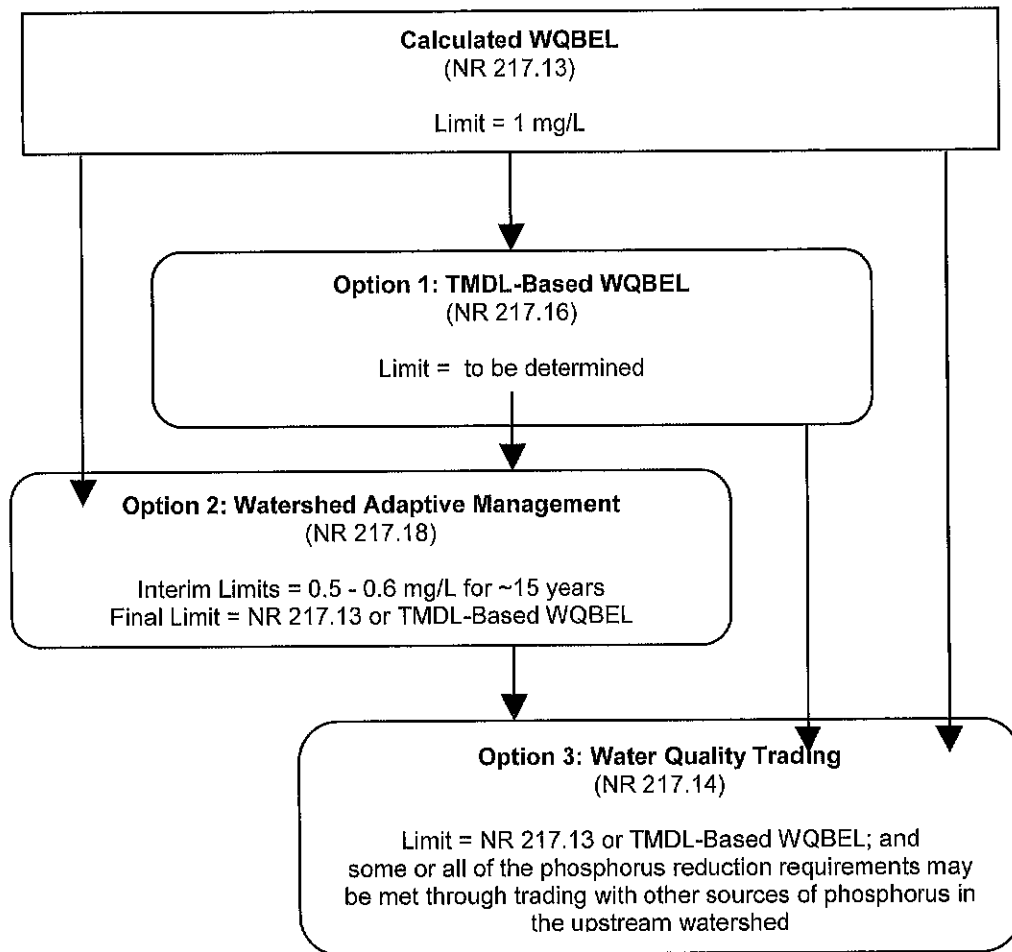 Calculated WQBEL
(NR 217.13)
Limit = 1 mg/L
Option 1: TMDL-Based WQBEL
(NR 217.16)
Limit = to be determined
Option 2: Watershed Adaptive Management
(NR 217.18)
Interim Limits = 0.5 - 0.6 mg/L for ~15 years
Final Limit = NR 217.13 or TMDL-Based WQBEL
Option 3: Water Quality Trading
(NR 217.14)
Limit = NR 217.13 or TMDL-Based WQBEL; and
some or all of the phosphorus reduction requirements may
be met through trading with other sources of phosphorus in
the upstream watershed